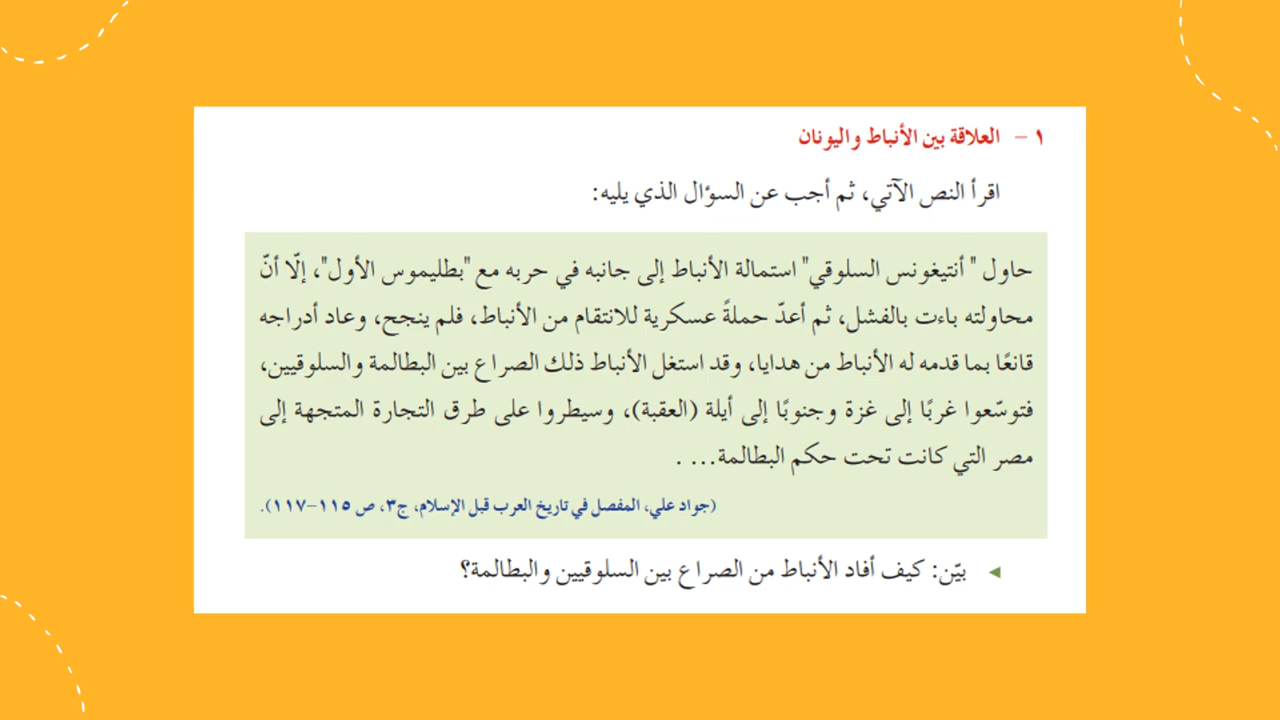 ١ - العلاقة بين الأنباط واليونان
اقرأ النص الآتي، ثم أجب عن السؤال الذي يليه:
حاول " أنتيغونس السلوقي" استمالة الأنباط إلى جانبه في حربه مع "بطليموس الأول"، إلّا أنّ
محاولته باءت بالفشل، ثم أعدّ حملةً عسكرية للانتقام من الأنباط، فلم ينجح، وعاد أدراجه
قانعًا بما قدمه له الأنباط من هدايا، وقد استغل الأنباط ذلك الصراع بين البطالمة والسلوقيين،
فتوسّعوا غربًا إلى غزة وجنوبًا إلى أيلة (العقبة)، وسيطروا على طرق التجارة المتجهة إلى
مصر التي كانت تحت حكم البطالمة... .
(جواد علي، المفصل في تاريخ العرب قبل الإسلام، ج٣، ص ١١٥-١١٧).
◄ بيّن: كيف أفاد الأنباط من الصراع بين السلوقيين والبطالمة؟